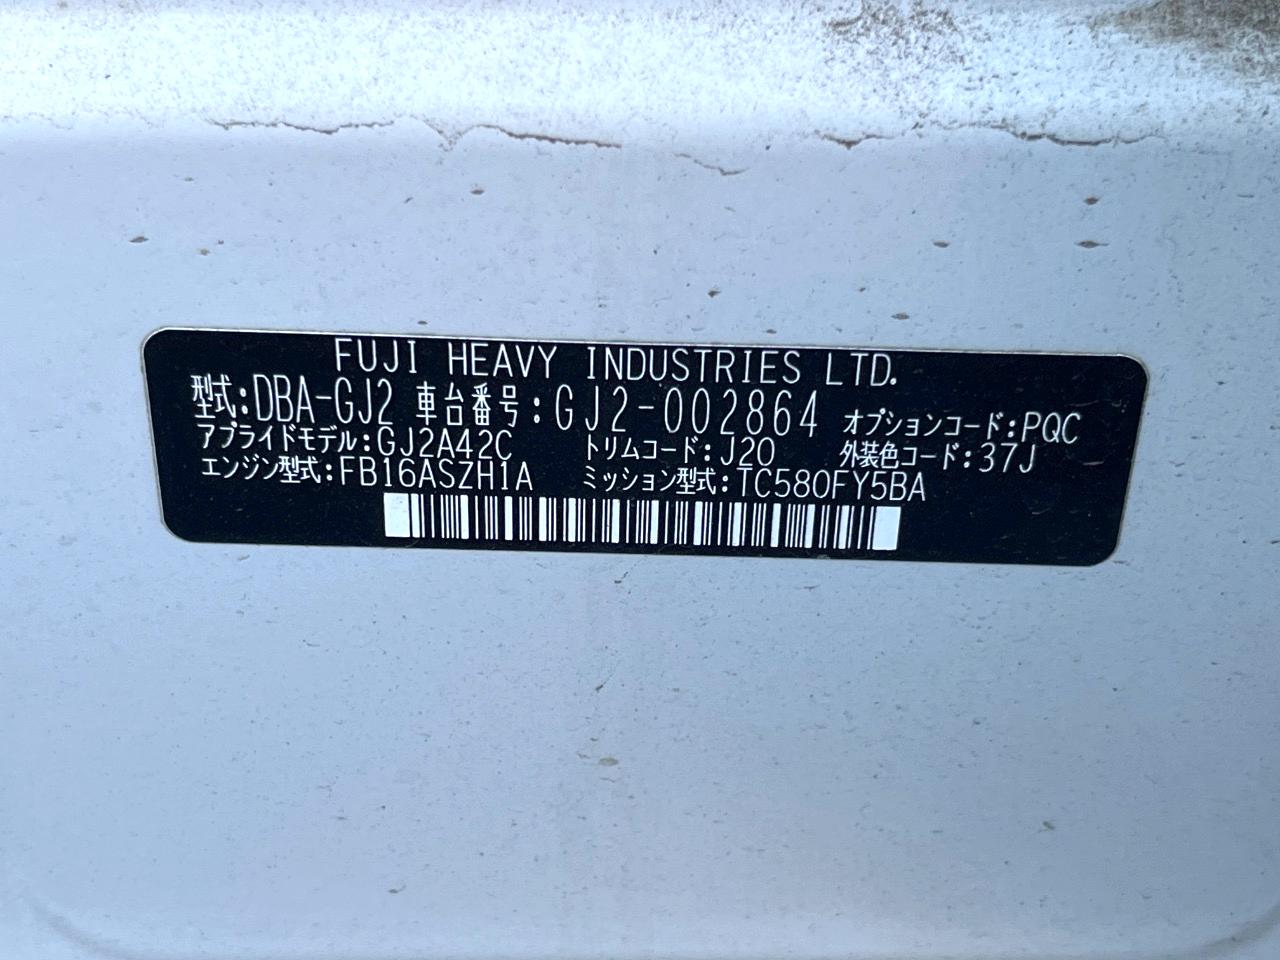 FUJI HEAVY INDUSTRIES LTD.
型式:DBA-GJ2 車台番号:GJ2-002864 オプションコード:PQC
アプライドモデル:GJ2A42C トリムコード:J20 外装色コード:37J
エンジン型式:FB16ASZH1A ミッション型式:TC580FY5BA